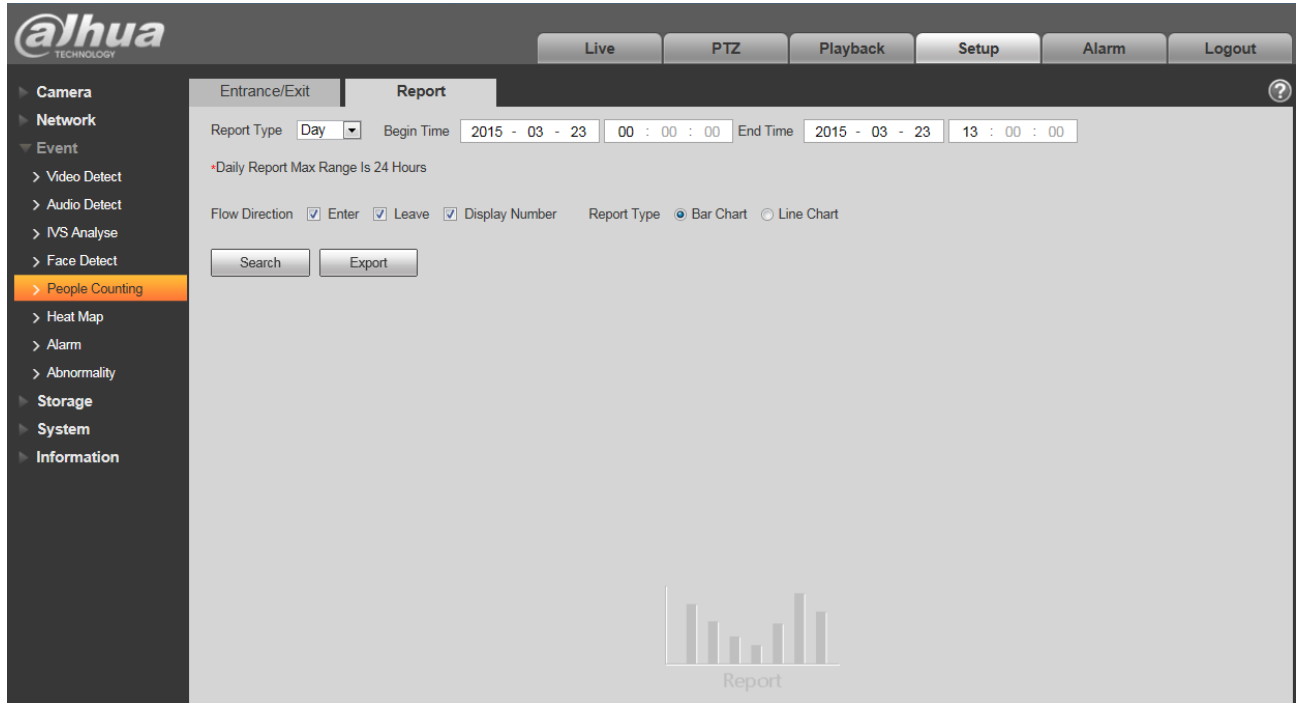 alhua
TECHNOLOGY
Live PTZ Playback Setup Alarm Logout
Camera
Network
Event
> Video Detect
> Audio Detect
> IVS Analyse
> Face Detect
> People Counting
> Heat Map
> Alarm
> Abnormality
Storage
System
Information
Entrance/Exit Report ?
Report Type Day Begin Time 2015 - 03 - 23 00 : 00 : 00 End Time 2015 - 03 - 23 13 : 00 : 00
*Daily Report Max Range Is 24 Hours
Flow Direction Enter Leave Display Number Report Type Bar Chart Line Chart
Search Export
Report